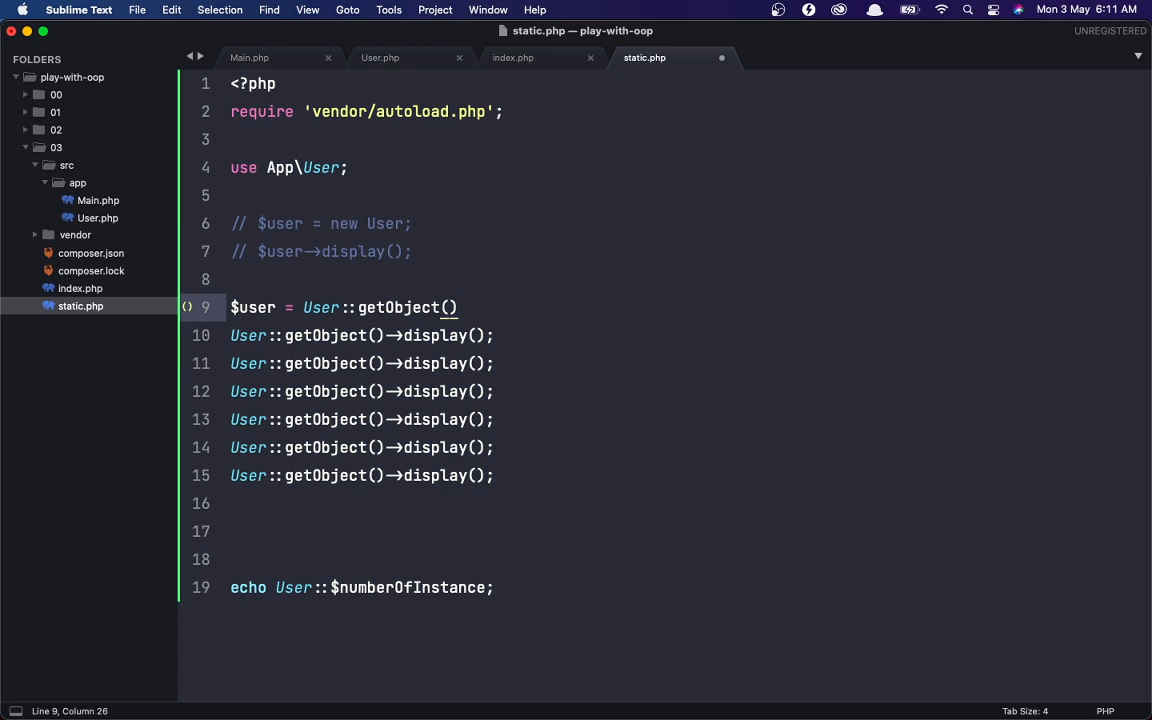 Sublime Text File Edit Selection Find View Goto Tools Project Window Help Mon 3 May 6:11 AM
static.php — play-with-oop UNREGISTERED
FOLDERS
play-with-oop
00
01
02
03
src
app
Main.php
User.php
vendor
composer.json
composer.lock
index.php
static.php
Main.php × User.php × index.php × static.php
1 <?php
2 require 'vendor/autoload.php';
3
4 use App\User;
5
6 // $user = new User;
7 // $user->display();
8
() 9 $user = User::getObject()
10 User::getObject()->display();
11 User::getObject()->display();
12 User::getObject()->display();
13 User::getObject()->display();
14 User::getObject()->display();
15 User::getObject()->display();
16
17
18
19 echo User::$numberOfInstance;
Line 9, Column 26 Tab Size: 4 PHP